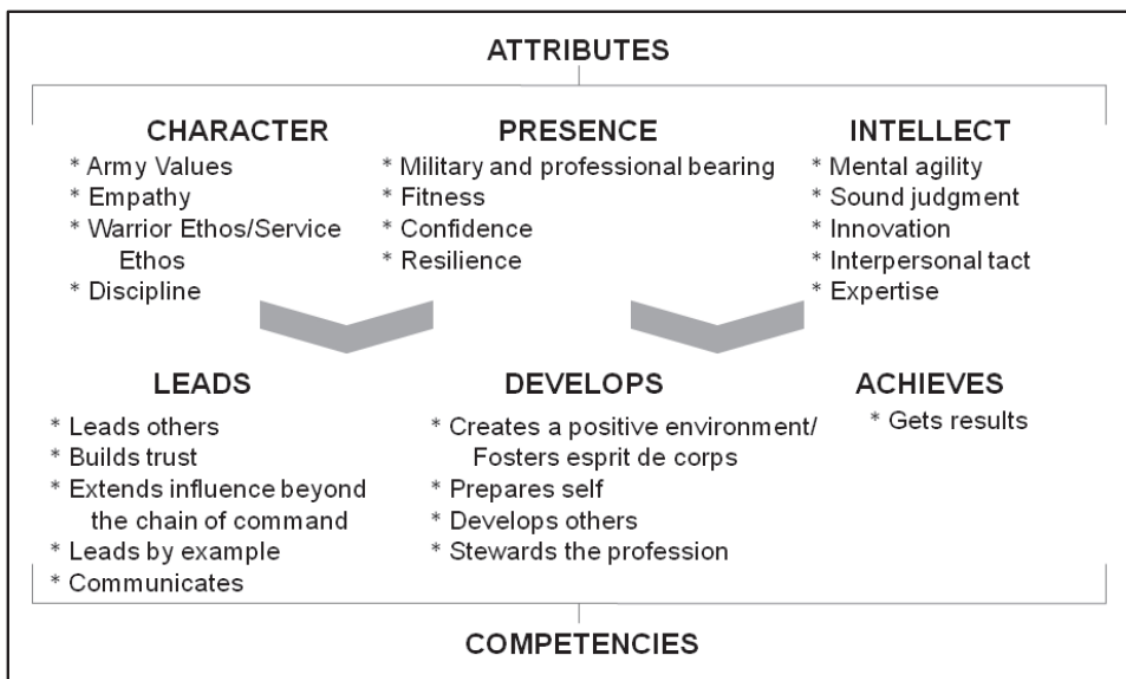 ATTRIBUTES
CHARACTER
* Army Values
* Empathy
* Warrior Ethos/Service
Ethos
* Discipline
PRESENCE
* Military and professional bearing
* Fitness
* Confidence
* Resilience
INTELLECT
* Mental agility
* Sound judgment
* Innovation
* Interpersonal tact
* Expertise
LEADS
* Leads others
* Builds trust
* Extends influence beyond
the chain of command
* Leads by example
* Communicates
DEVELOPS
* Creates a positive environment/
Fosters esprit de corps
* Prepares self
* Develops others
* Stewards the profession
ACHIEVES
* Gets results
COMPETENCIES